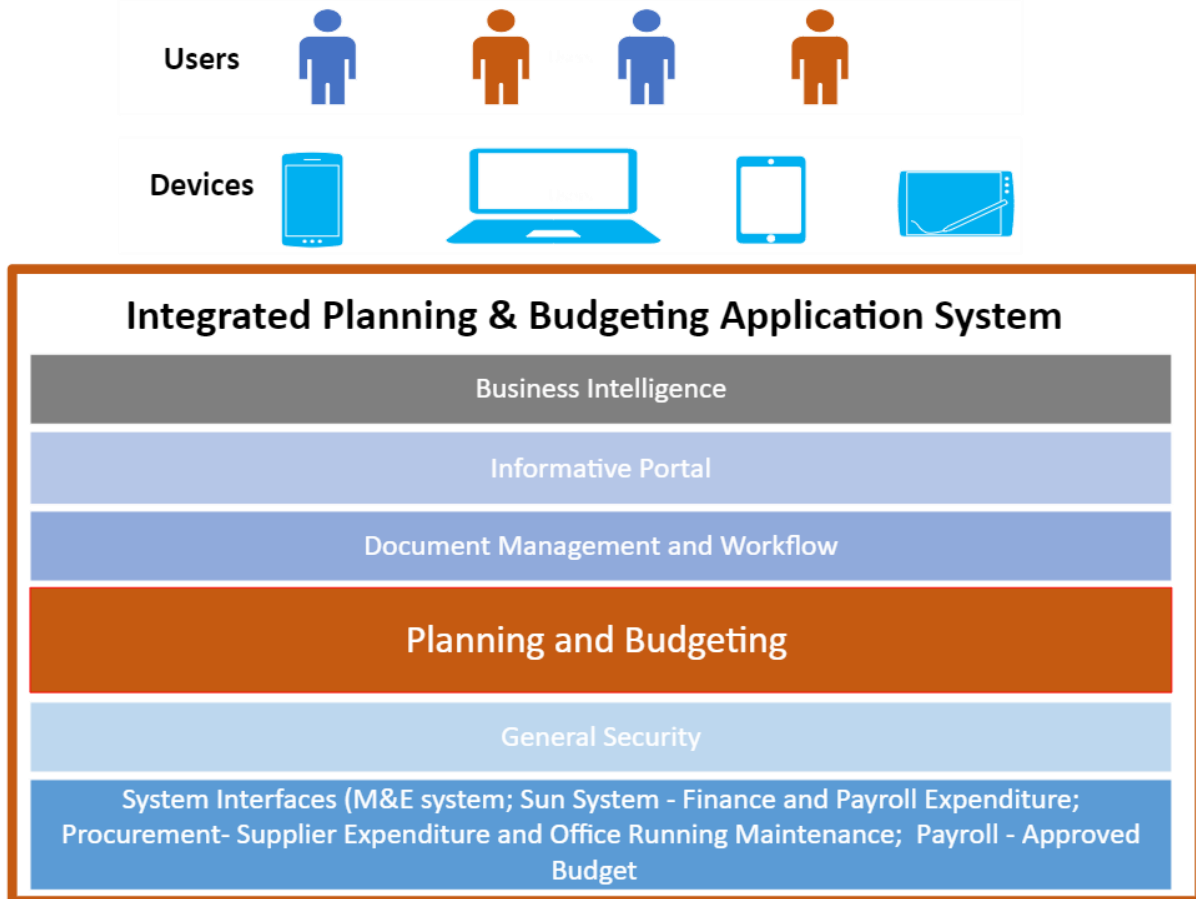 Users
Devices
Integrated Planning & Budgeting Application System
Business Intelligence
Informative Portal
Document Management and Workflow
Planning and Budgeting
General Security
System Interfaces (M&E system; Sun System - Finance and Payroll Expenditure;
Procurement- Supplier Expenditure and Office Running Maintenance;  Payroll - Approved
Budget